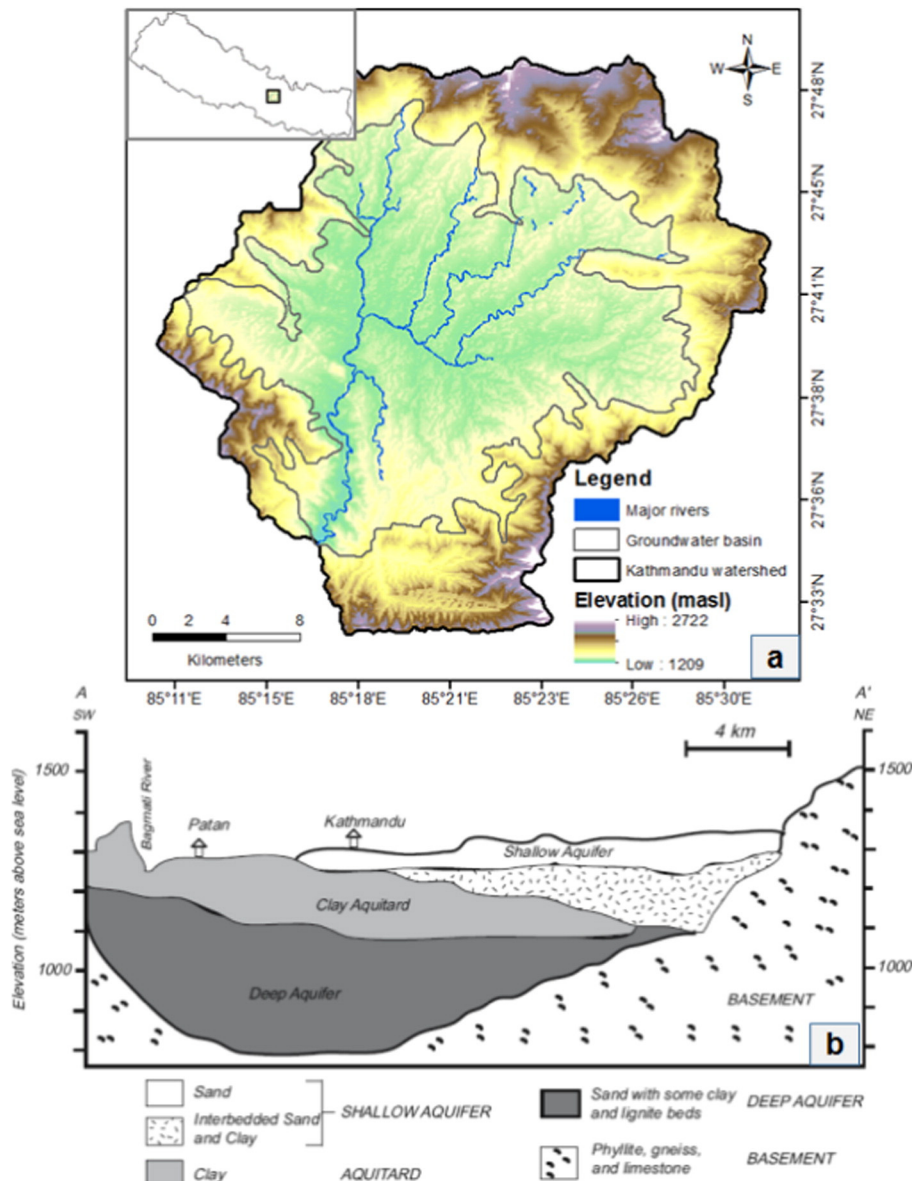 N
W E
S
27°48'N
27°45'N
27°41'N
27°38'N
27°36'N
27°33'N
Legend
Major rivers
Groundwater basin
Kathmandu watershed
Elevation (masl)
High : 2722
Low : 1209
0 2 4 8
Kilometers
a
85°11'E 85°15'E 85°18'E 85°21'E 85°23'E 85°26'E 85°30'E
A
SW
A'
NE
4 km
Elevation (meters above sea level)
1500
1000
1500
1000
Bagmati River
Patan
Kathmandu
Shallow Aquifer
Clay Aquitard
Deep Aquifer
BASEMENT
b
Sand
Interbedded Sand
and Clay
SHALLOW AQUIFER
Clay
AQUITARD
Sand with some clay
and lignite beds
DEEP AQUIFER
Phyllite, gneiss,
and limestone
BASEMENT